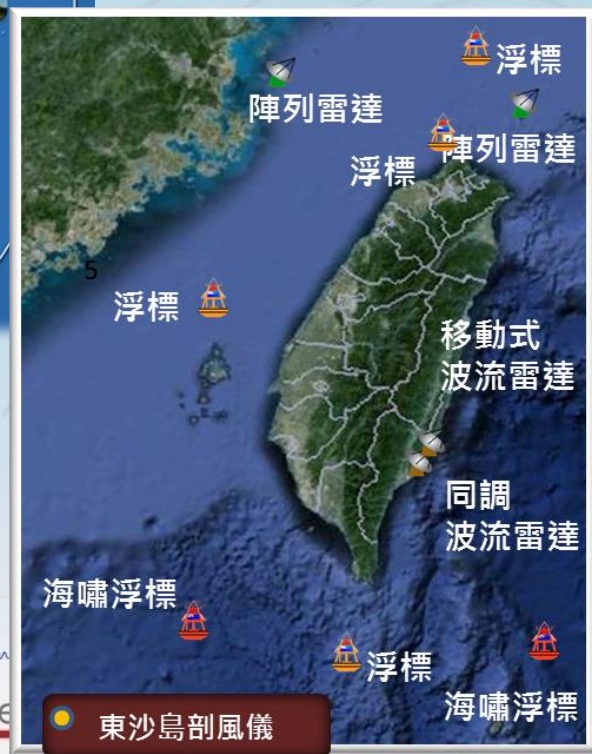 浮標
陣列雷達
陣列雷達
浮標
5
浮標
移動式
波流雷達
同調
波流雷達
海嘯浮標
浮標
海嘯浮標
e
東沙島剖風儀